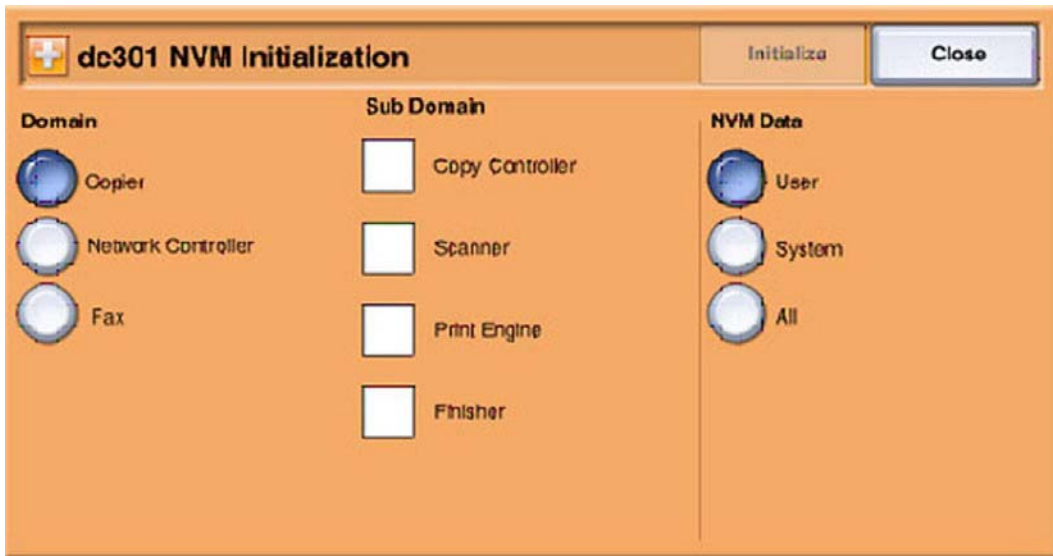 dc301 NVM Initialization
Initialize
Close
Domain
Copier
Network Controller
Fax
Sub Domain
Copy Controller
Scanner
Print Engine
Finisher
NVM Data
User
System
All